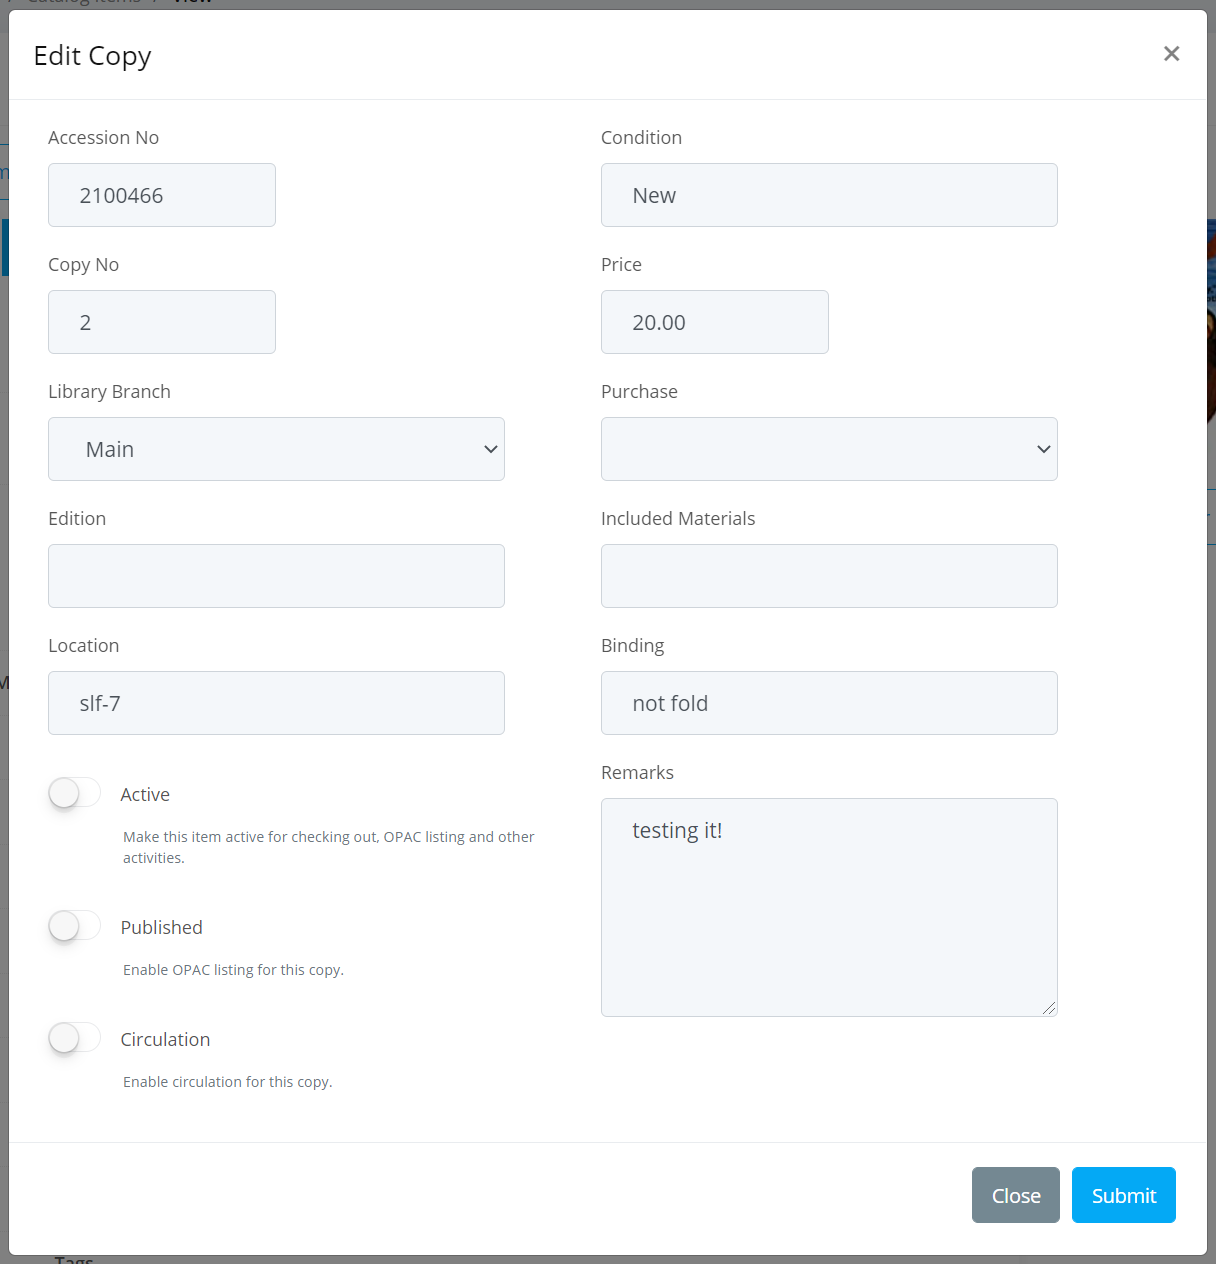 Edit Copy
Accession No
2100466
Copy No
2
Library Branch
Main
Edition
Location
slf-7
Active
Make this item active for checking out, OPAC listing and other
activities.
Published
Enable OPAC listing for this copy.
Circulation
Enable circulation for this copy.
Condition
New
Price
20.00
Purchase
Included Materials
Binding
not fold
Remarks
testing it!
Close
Submit
Tags